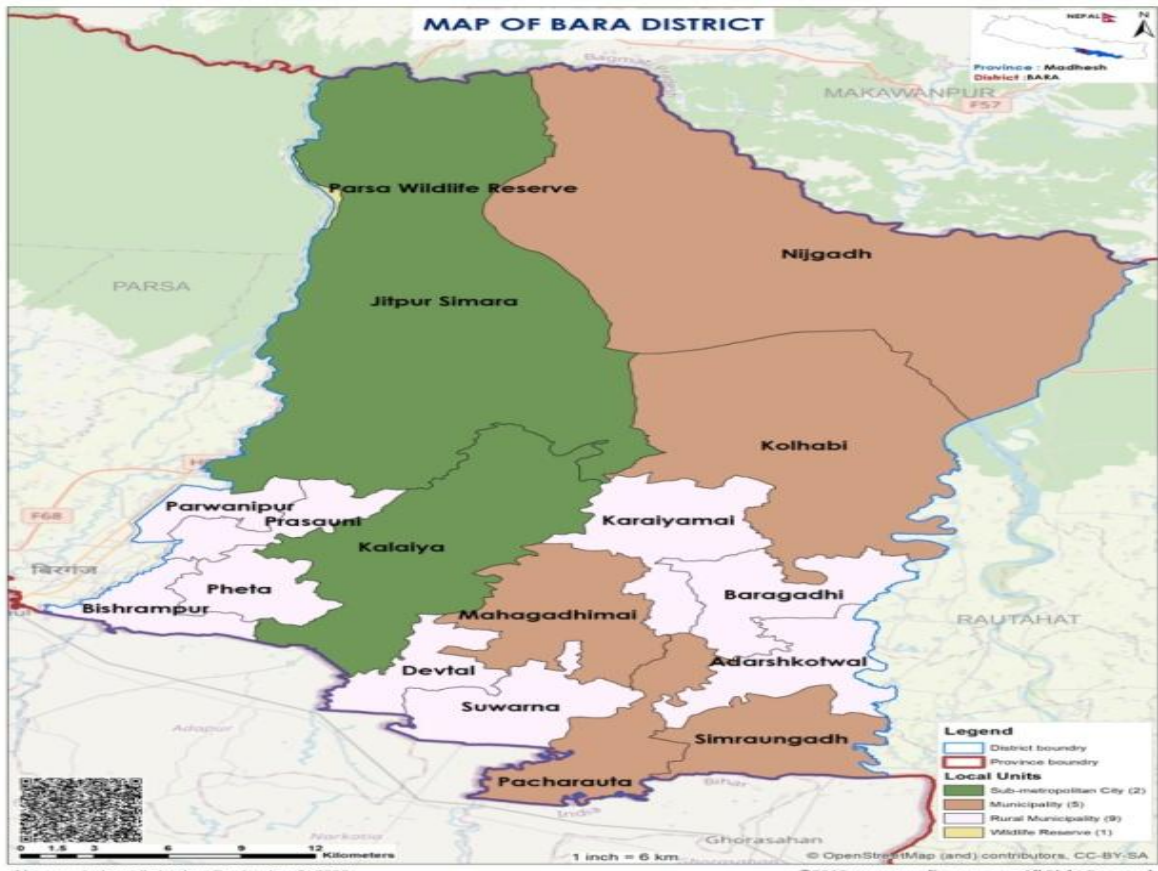 MAP OF BARA DISTRICT
NEPAL
N
Province : Madhesh
District :BARA
MAKAWANPUR
F57
Parsa Wildlife Reserve
Nijgadh
PARSA
Jitpur Simara
Kolhabi
Parwanipur
Prasauni
Karaiyamai
F68
Kalaiya
बिरगंज
Pheta
Baragadhi
Bishrampur
Mahagadhimai
RAUTAHAT
Devtal
Adarshkotwal
Suwarna
Adapur
Simraungadh
Pacharauta
Bihar
India
Narkatia
Ghorasahan
Legend
District boundry
Province boundry
Local Units
Sub-metropolitan City (2)
Municipality (5)
Rural Municipality (9)
Wildlife Reserve (1)
0 1.5 3 6 9 12
Kilometers
1 inch = 6 km
© OpenStreetMap (and) contributors, CC-BY-SA